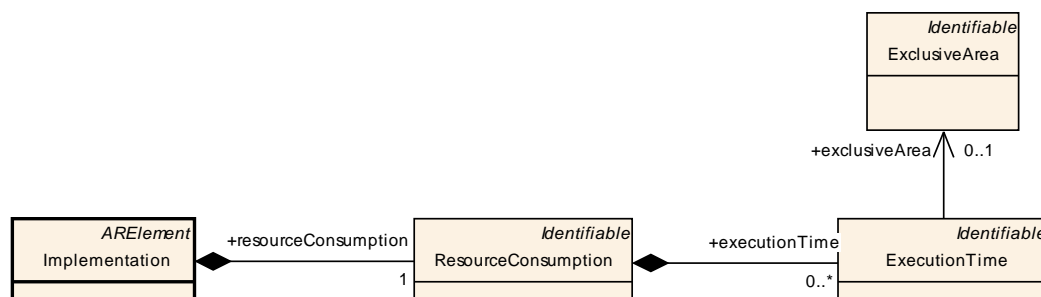 Identifiable
ExclusiveArea
+exclusiveArea 0..1
ARElement
Implementation
+resourceConsumption
1
Identifiable
ResourceConsumption
+executionTime
0..*
Identifiable
ExecutionTime